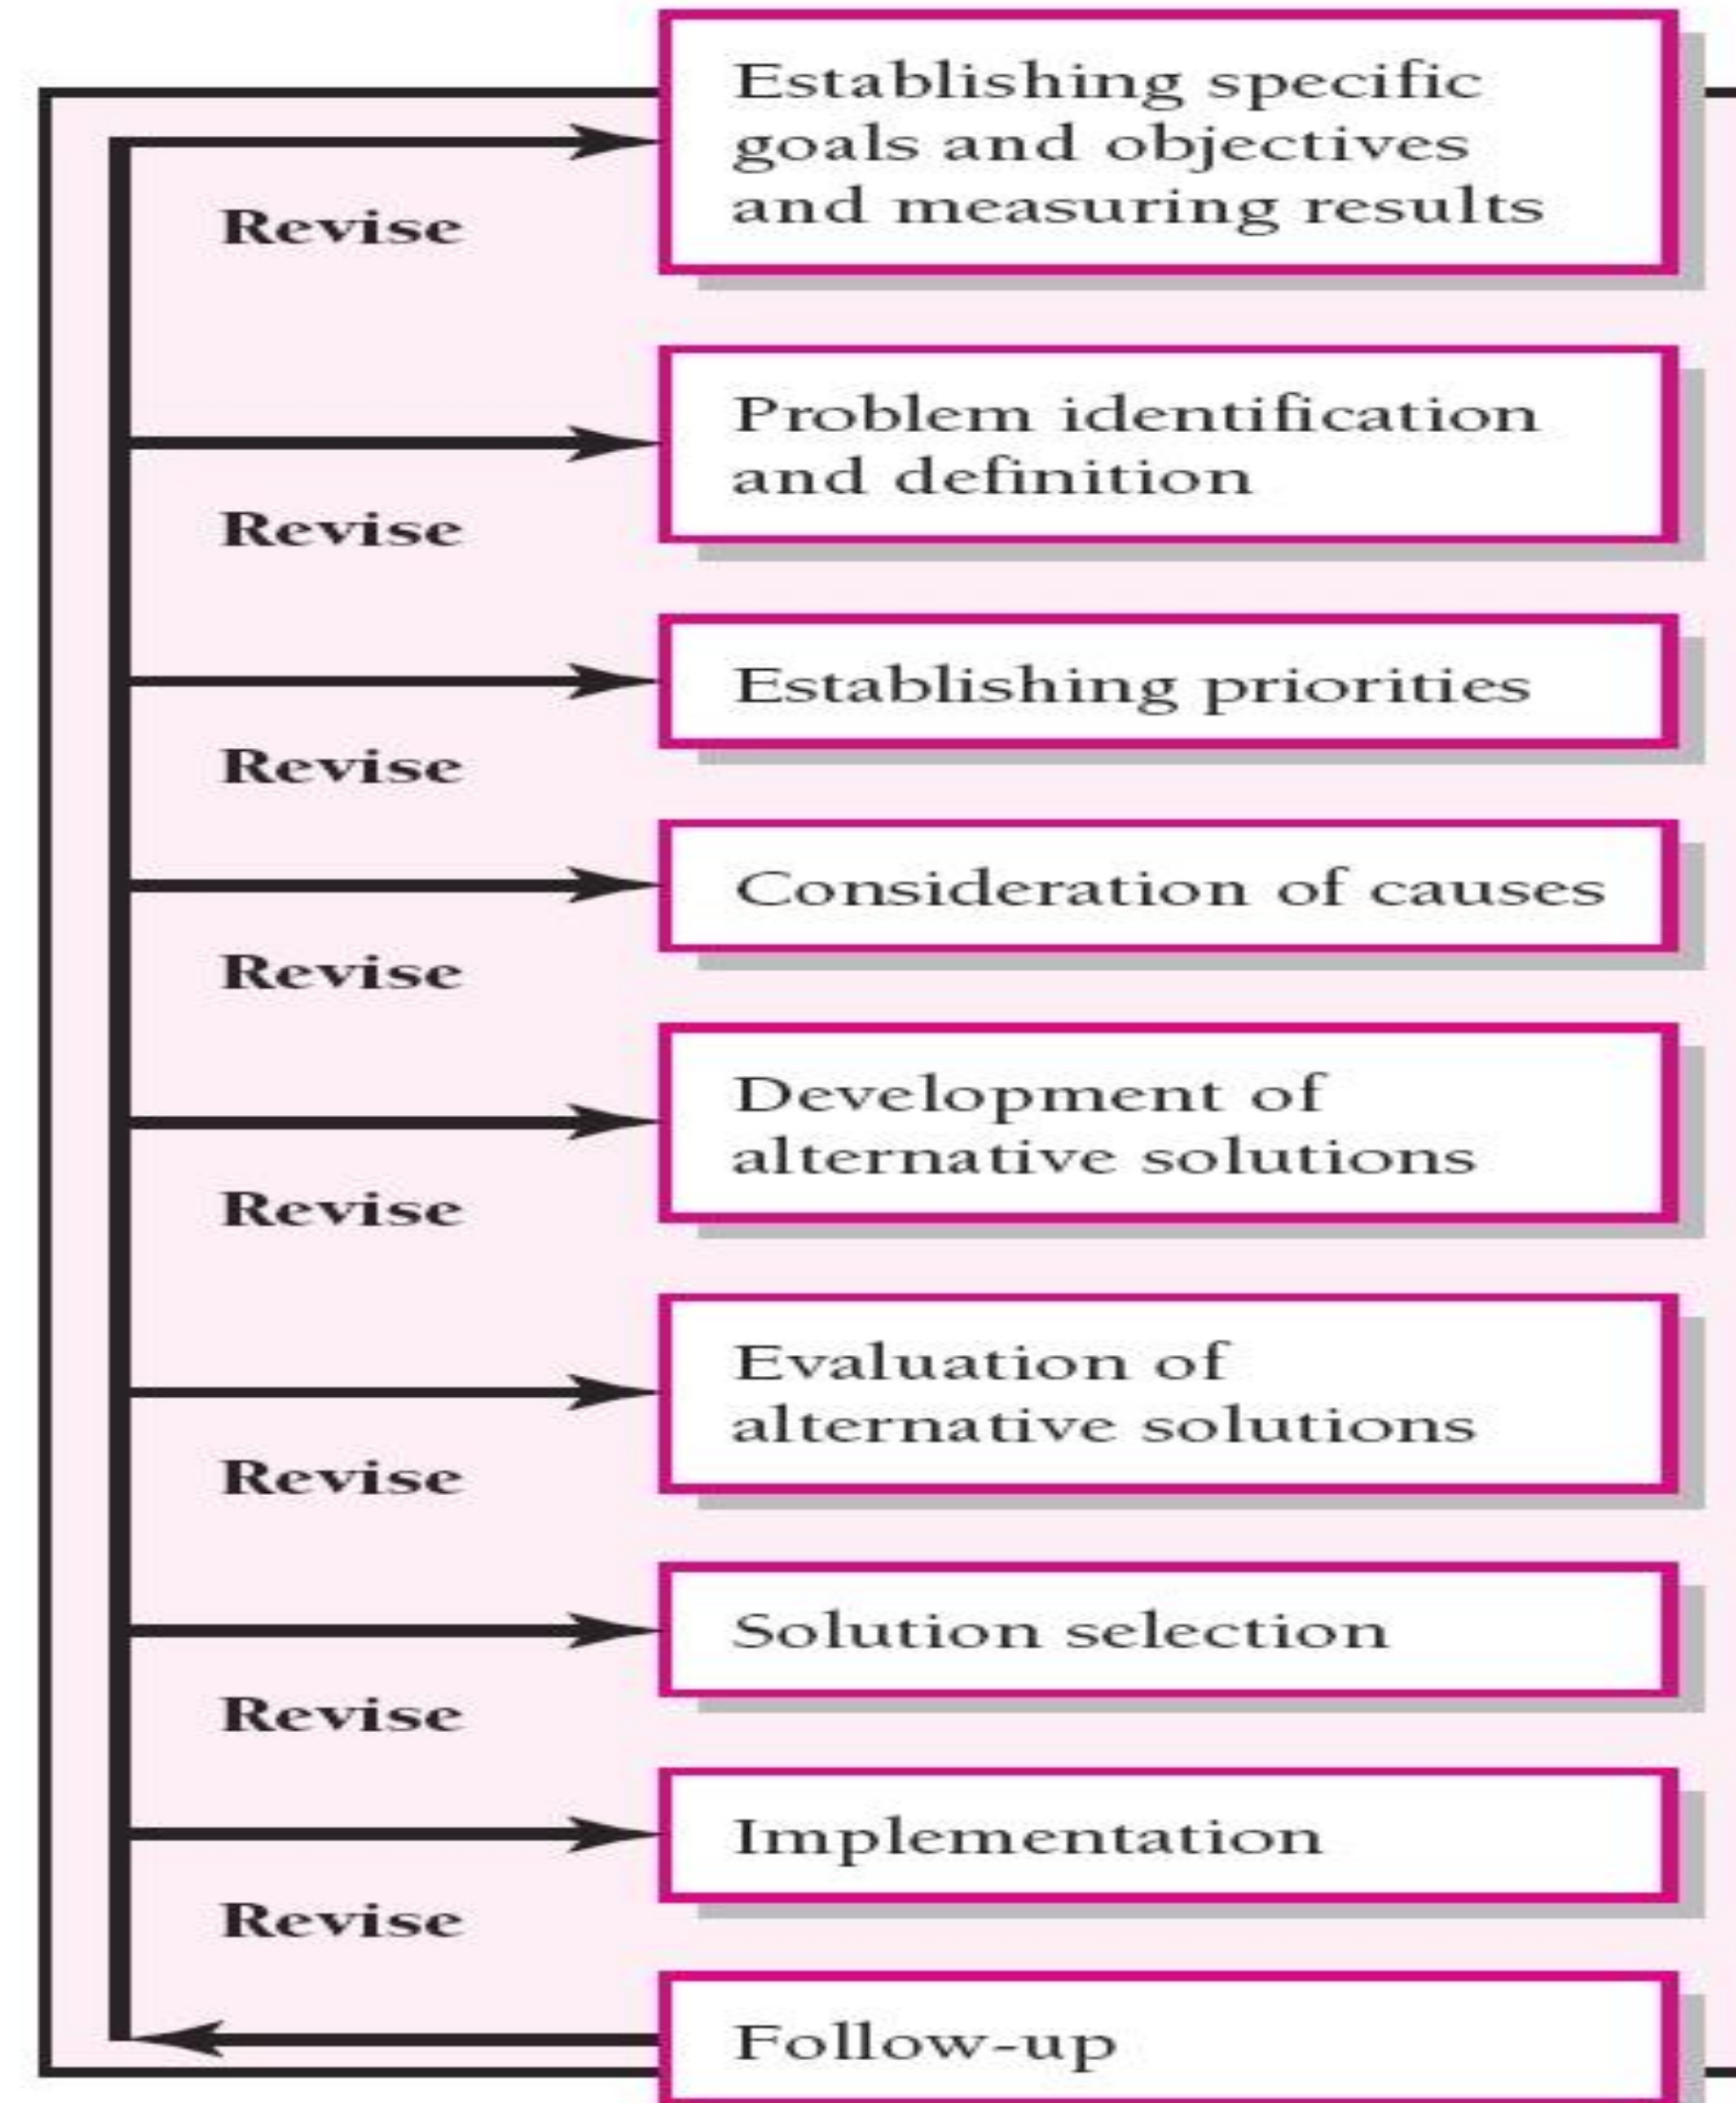 Establishing specific
goals and objectives
and measuring results
Revise
Problem identification
and definition
Revise
Establishing priorities
Revise
Consideration of causes
Revise
Development of
alternative solutions
Revise
Evaluation of
alternative solutions
Revise
Solution selection
Revise
Implementation
Revise
Follow-up